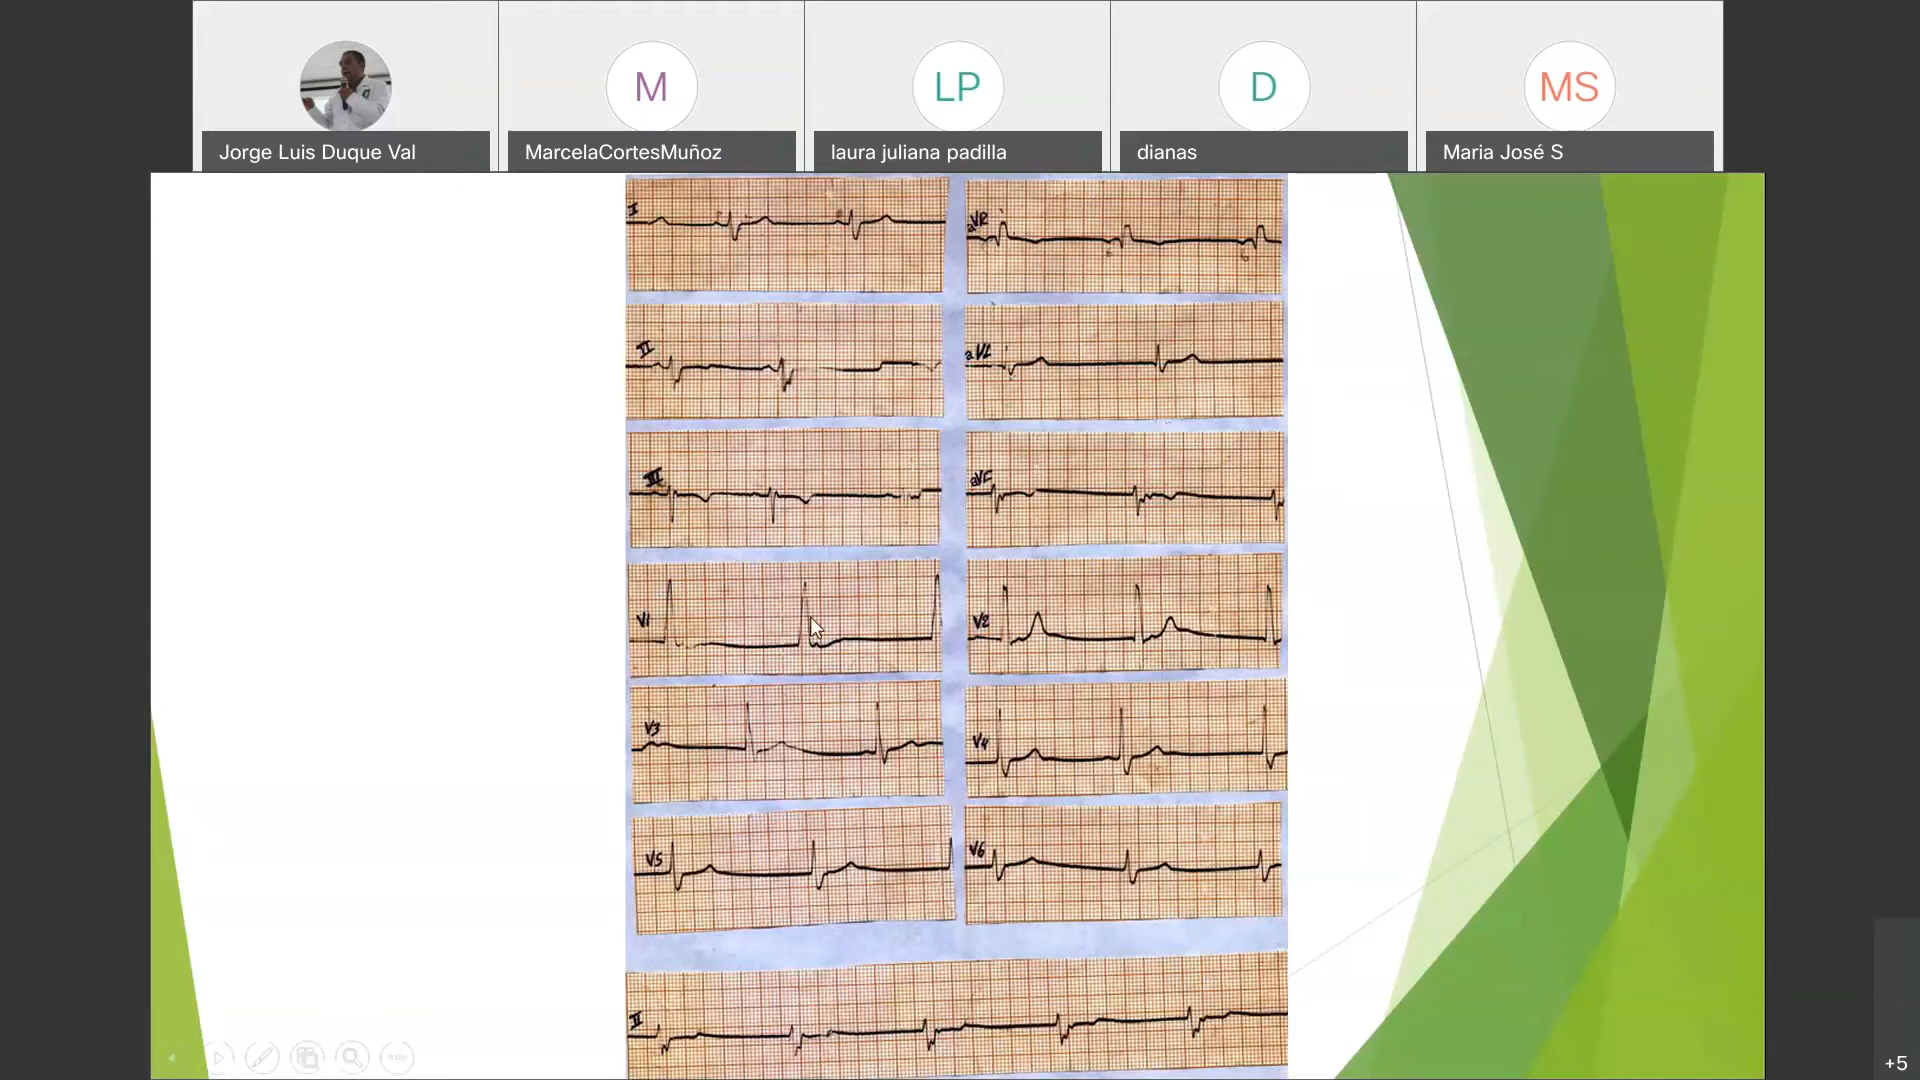 M
LP
D
MS
Jorge Luis Duque Val
MarcelaCortesMuñoz
laura juliana padilla
dianas
Maria José S
I
aVR
II
aVL
III
aVF
V1
V2
V3
V4
V5
V6
II
+5